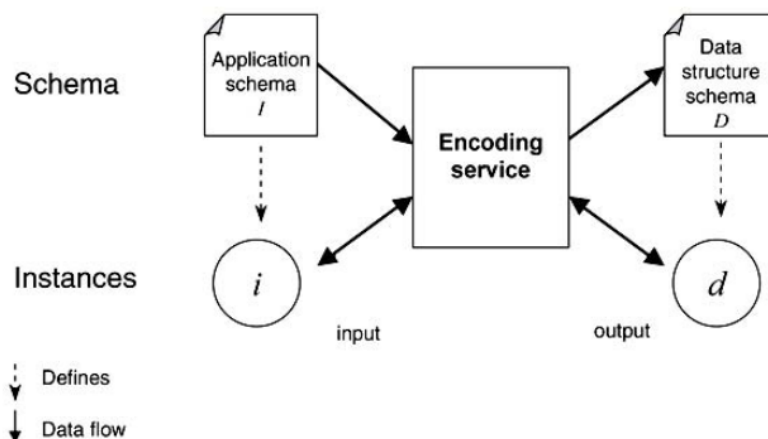 Schema
Application
schema
I
Encoding
service
Data
structure
schema
D
Instances
i
d
input
output
Defines
Data flow